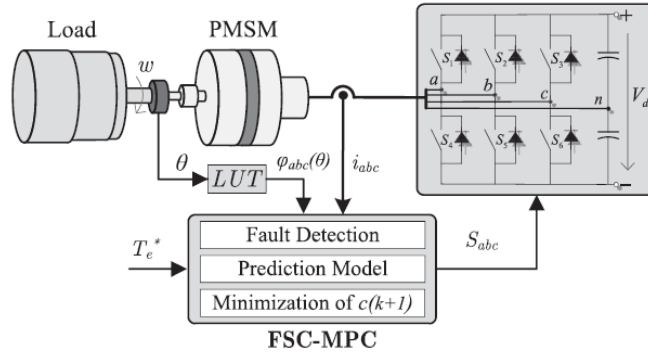 Load
PMSM
w
S1 S2 S3
a
b
c
n
S4 S5 S6
+
Vd
−
θ
LUT
φabc(θ)
iabc
Te*
Fault Detection
Prediction Model
Minimization of c(k+1)
Sabc
FSC-MPC